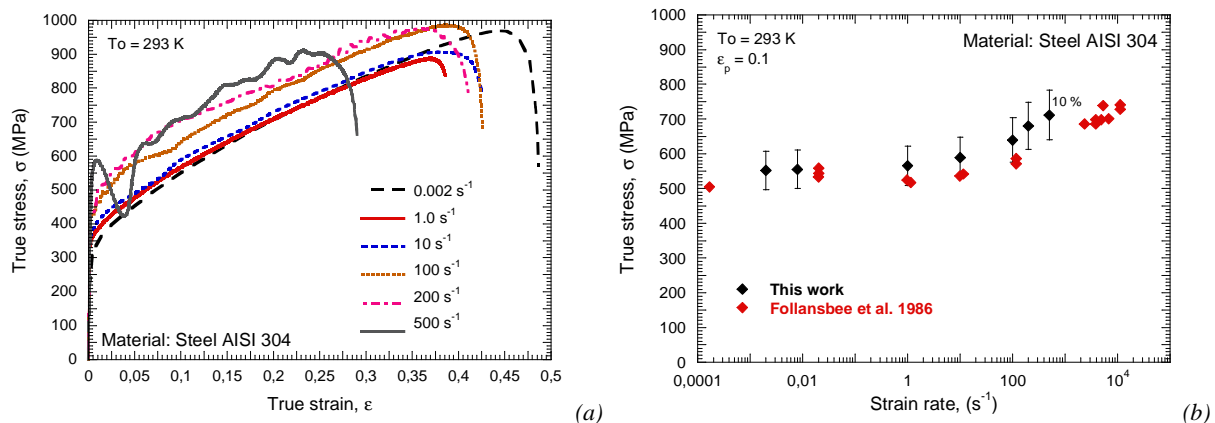 1000
900
800
700
600
500
400
300
200
100
0
True stress, σ (MPa)
To = 293 K
0.002 s⁻¹
1.0 s⁻¹
10 s⁻¹
100 s⁻¹
200 s⁻¹
500 s⁻¹
Material: Steel AISI 304
0 0,05 0,1 0,15 0,2 0,25 0,3 0,35 0,4 0,45 0,5
True strain, ε
(a)
1000
900
800
700
600
500
400
300
200
100
0
True stress, σ (MPa)
To = 293 K
Material: Steel AISI 304
εp = 0.1
10 %
This work
Follansbee et al. 1986
0,0001 0,01 1 100 10⁴
Strain rate, (s⁻¹)
(b)